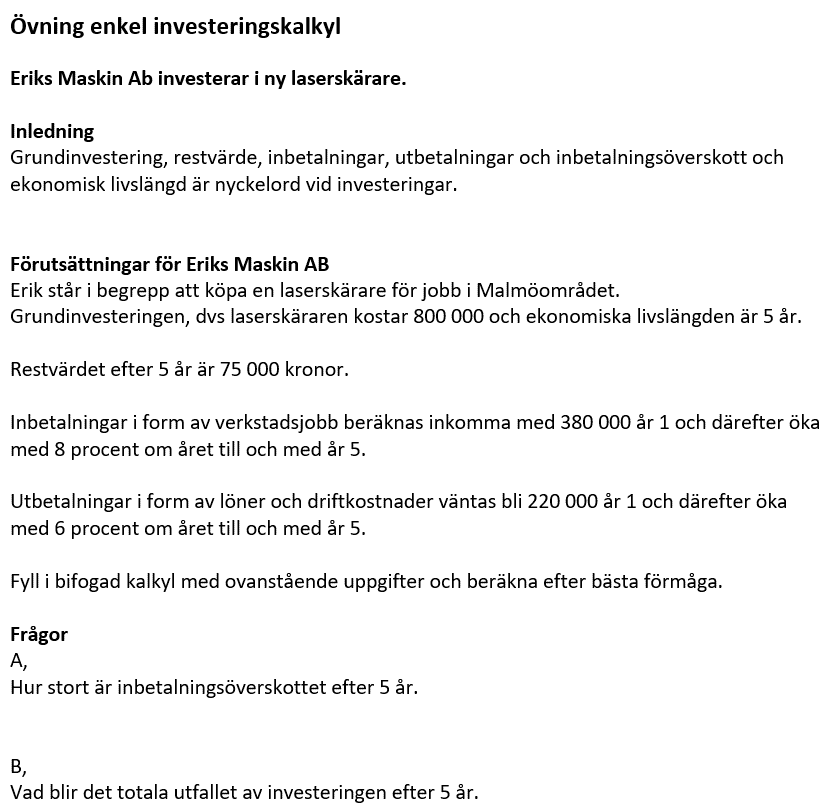 Övning enkel investeringskalkyl
Eriks Maskin Ab investerar i ny laserskärare.
Inledning
Grundinvestering, restvärde, inbetalningar, utbetalningar och inbetalningsöverskott och
ekonomisk livslängd är nyckelord vid investeringar.
Förutsättningar för Eriks Maskin AB
Erik står i begrepp att köpa en laserskärare för jobb i Malmöområdet.
Grundinvesteringen, dvs laserskäraren kostar 800 000 och ekonomiska livslängden är 5 år.
Restvärdet efter 5 år är 75 000 kronor.
Inbetalningar i form av verkstadsjobb beräknas inkomma med 380 000 år 1 och därefter öka
med 8 procent om året till och med år 5.
Utbetalningar i form av löner och driftkostnader väntas bli 220 000 år 1 och därefter öka
med 6 procent om året till och med år 5.
Fyll i bifogad kalkyl med ovanstående uppgifter och beräkna efter bästa förmåga.
Frågor
A,
Hur stort är inbetalningsöverskottet efter 5 år.
B,
Vad blir det totala utfallet av investeringen efter 5 år.